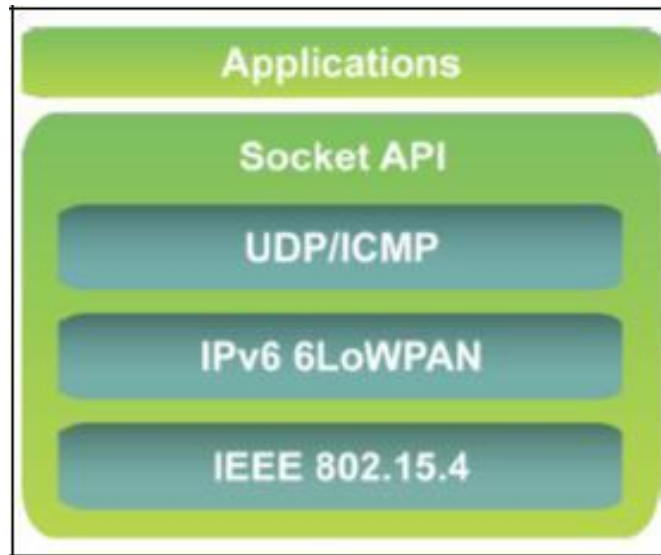 Applications
Socket API
UDP/ICMP
IPv6 6LoWPAN
IEEE 802.15.4